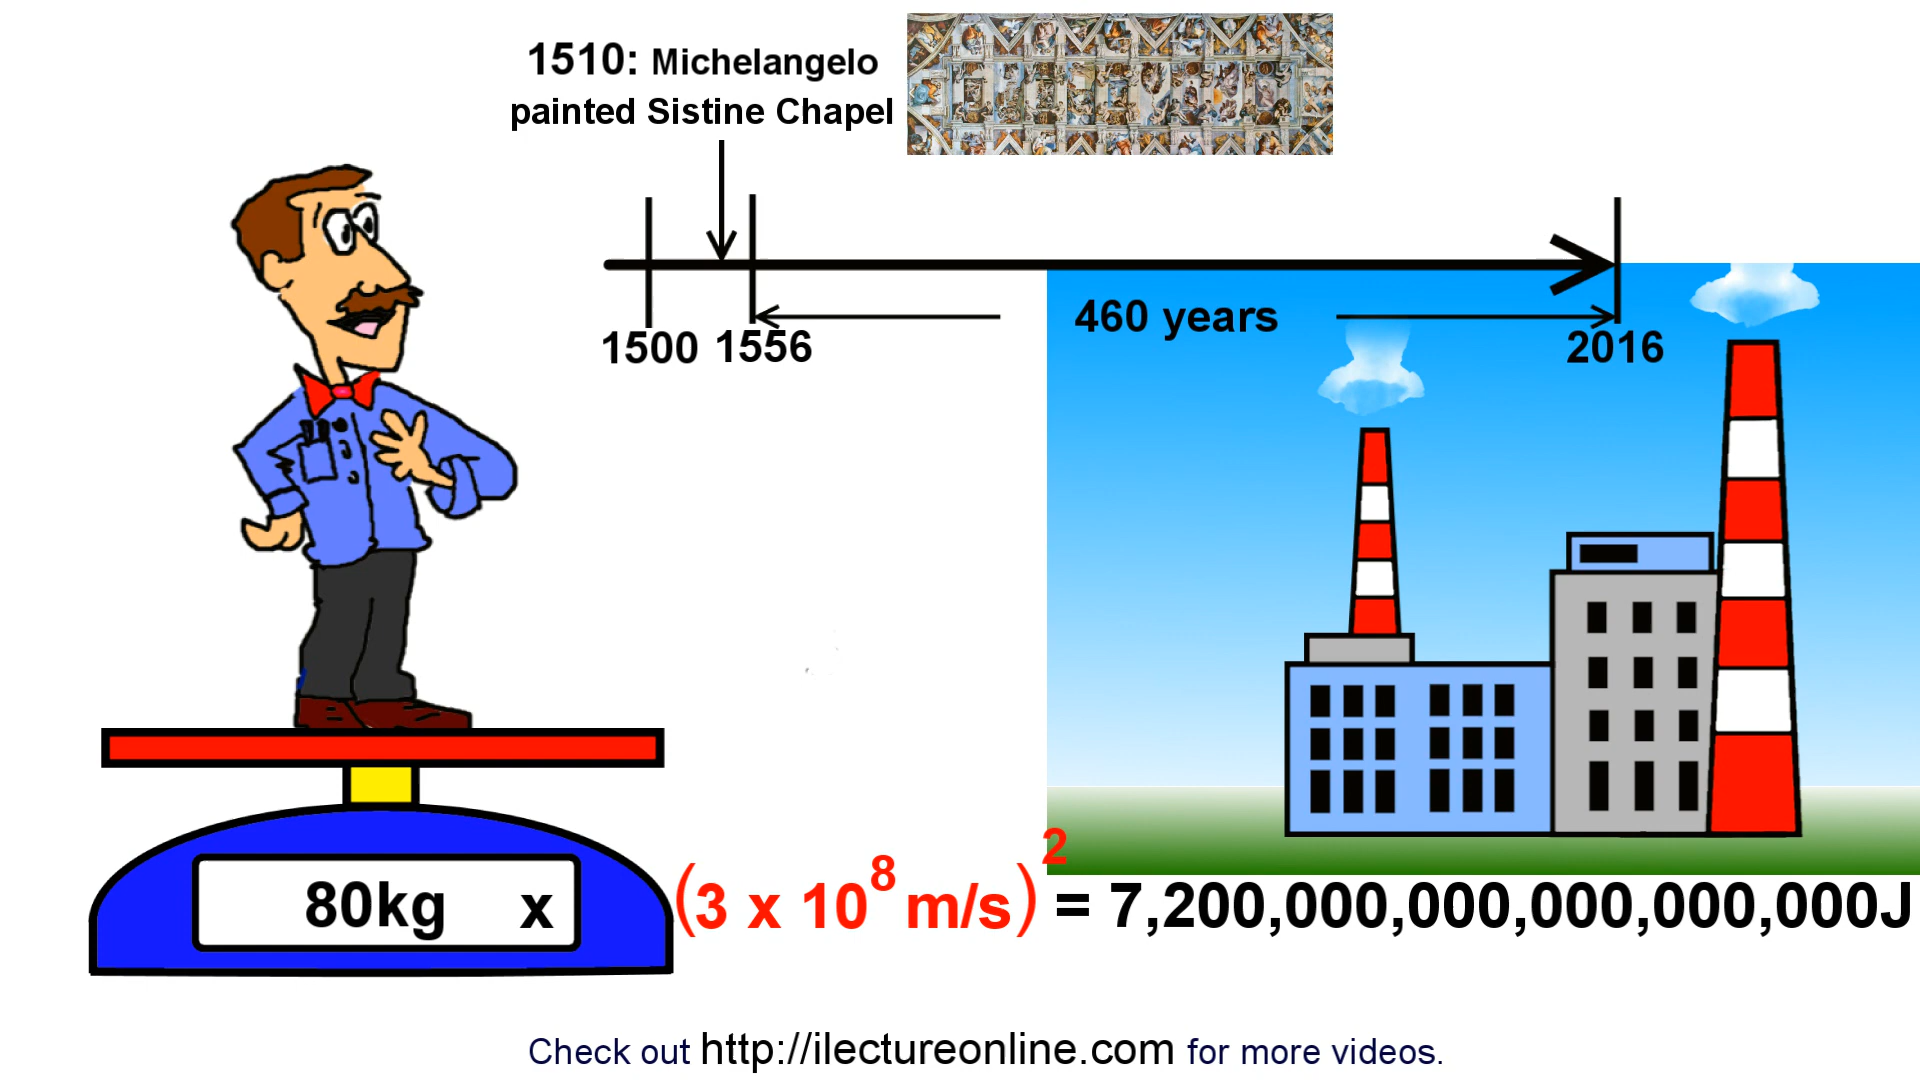 1510: Michelangelo
painted Sistine Chapel
460 years
1500 1556 2016
80kg x (3 x 10⁸ m/s)² = 7,200,000,000,000,000,000J
Check out http://ilectureonline.com for more videos.